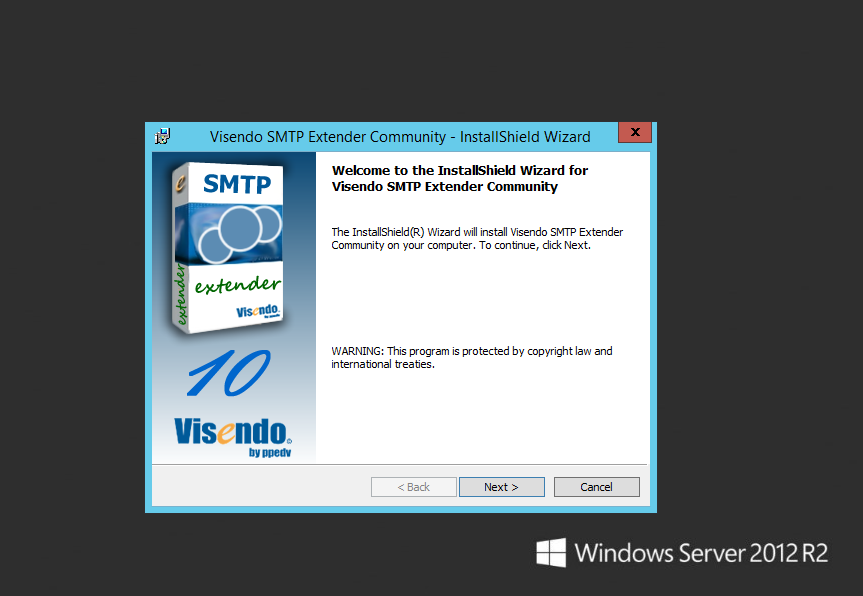 Visendo SMTP Extender Community - InstallShield Wizard
x
SMTP
extender
extender
Visendo
by ppedv
10
Visendo©
by ppedv
Welcome to the InstallShield Wizard for
Visendo SMTP Extender Community
The InstallShield(R) Wizard will install Visendo SMTP Extender
Community on your computer. To continue, click Next.
WARNING: This program is protected by copyright law and
international treaties.
< Back
Next >
Cancel
Windows Server 2012 R2